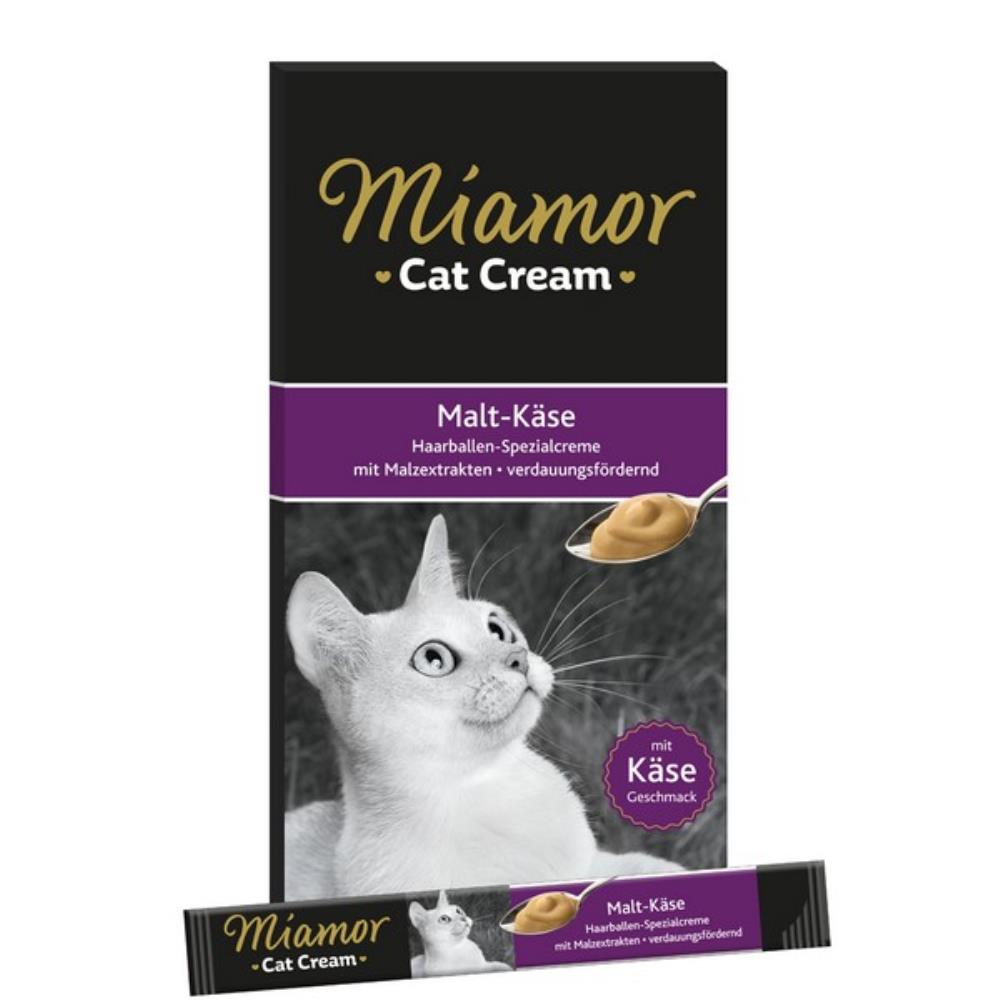 Miamor
Cat Cream
Malt-Käse
Haarballen-Spezialcreme
mit Malzextrakten • verdauungsfördernd
mit
Käse
Geschmack
Miamor
Cat Cream
Malt-Käse
Haarballen-Spezialcreme
mit Malzextrakten • verdauungsfördernd